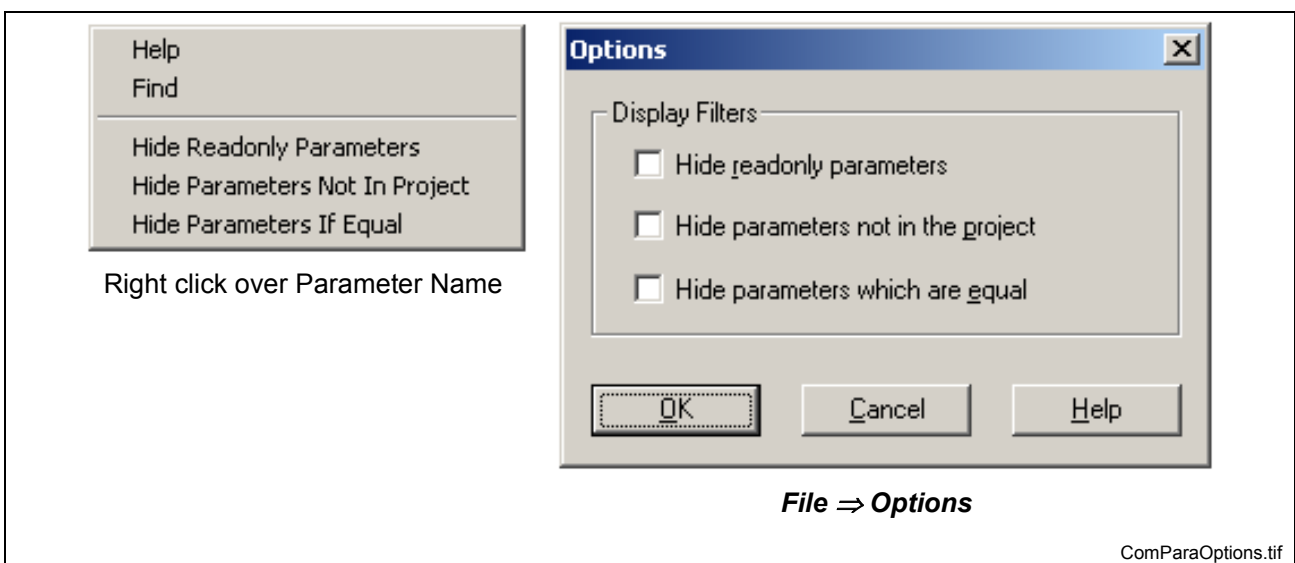 Help
Find
Hide Readonly Parameters
Hide Parameters Not In Project
Hide Parameters If Equal
Right click over Parameter Name
Options
Display Filters
Hide readonly parameters
Hide parameters not in the project
Hide parameters which are equal
OK Cancel Help
File ⇒ Options
ComParaOptions.tif